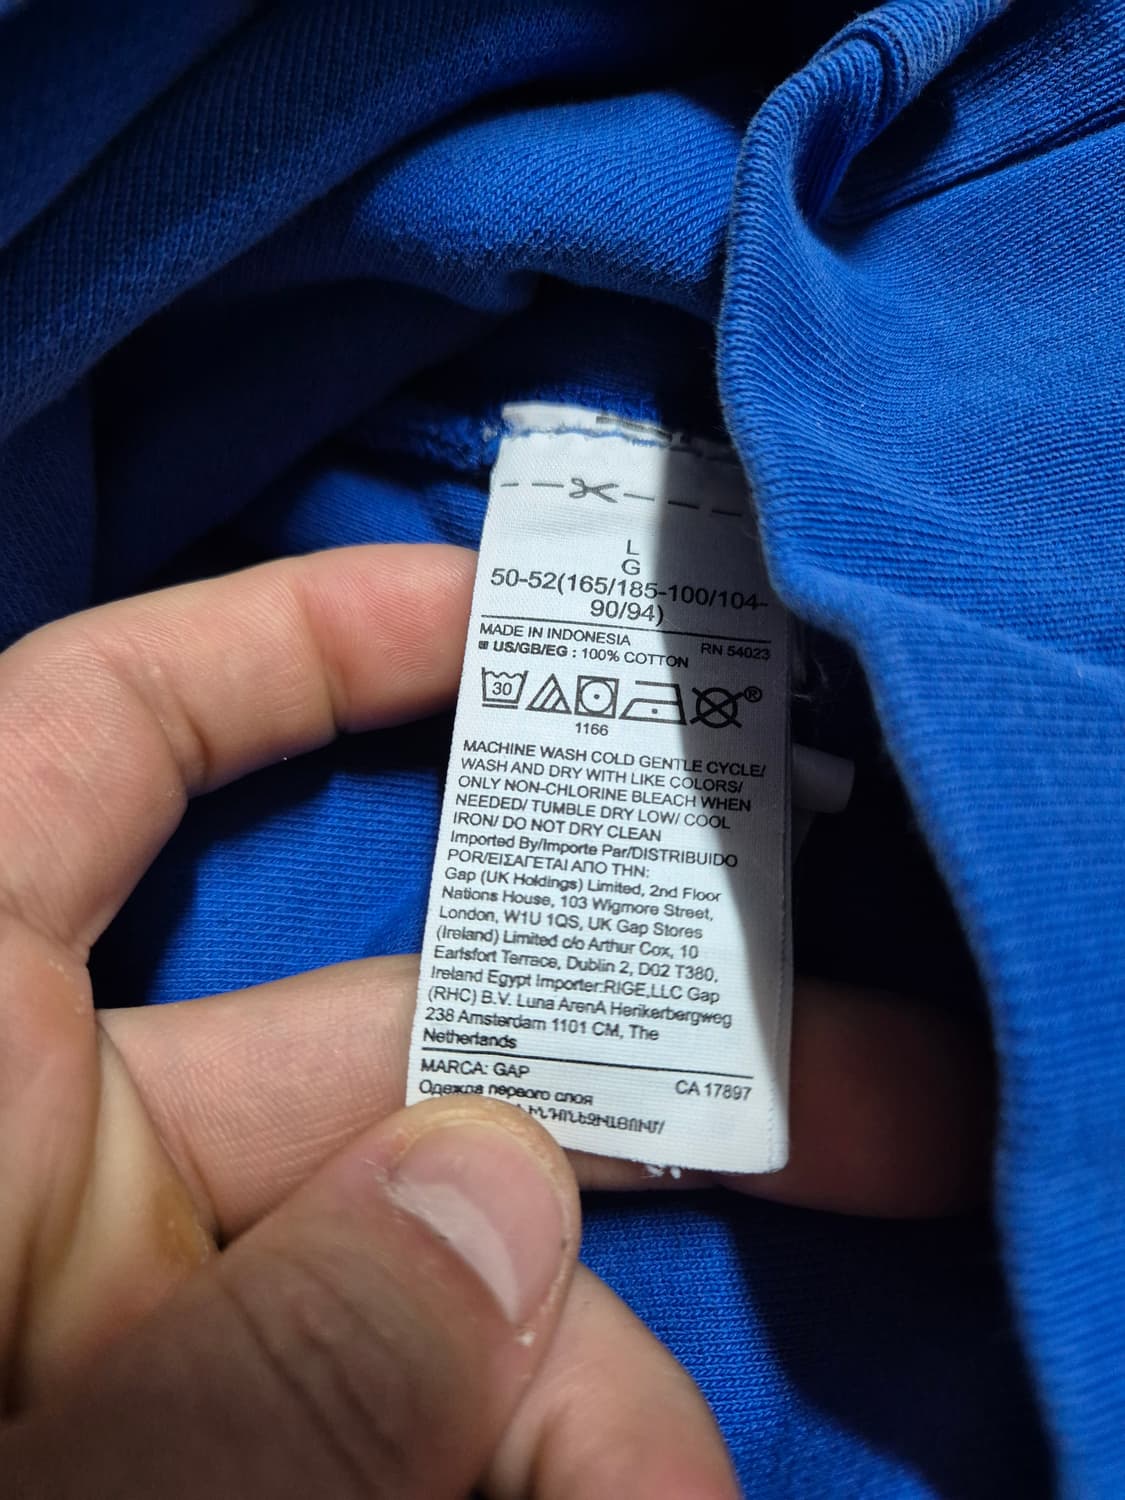 L
G
50-52(165/185-100/104-
90/94)
MADE IN INDONESIA
RN 54023
US/GB/EG : 100% COTTON
30
®
1166
MACHINE WASH COLD GENTLE CYCLE/
WASH AND DRY WITH LIKE COLORS/
ONLY NON-CHLORINE BLEACH WHEN
NEEDED/ TUMBLE DRY LOW/ COOL
IRON/ DO NOT DRY CLEAN
Imported By/Importe Par/DISTRIBUIDO
POR/ΕΙΣΑΓΕΤΑΙ ΑΠΟ ΤΗΝ:
Gap (UK Holdings) Limited, 2nd Floor
Nations House, 103 Wigmore Street,
London, W1U 1QS, UK Gap Stores
(Ireland) Limited c/o Arthur Cox, 10
Earlsfort Terrace, Dublin 2, D02 T380,
Ireland Egypt Importer:RIGE,LLC Gap
(RHC) B.V. Luna ArenA Herikerbergweg
238 Amsterdam 1101 CM, The
Netherlands
MARCA: GAP
CA 17897
Одежда первого слоя